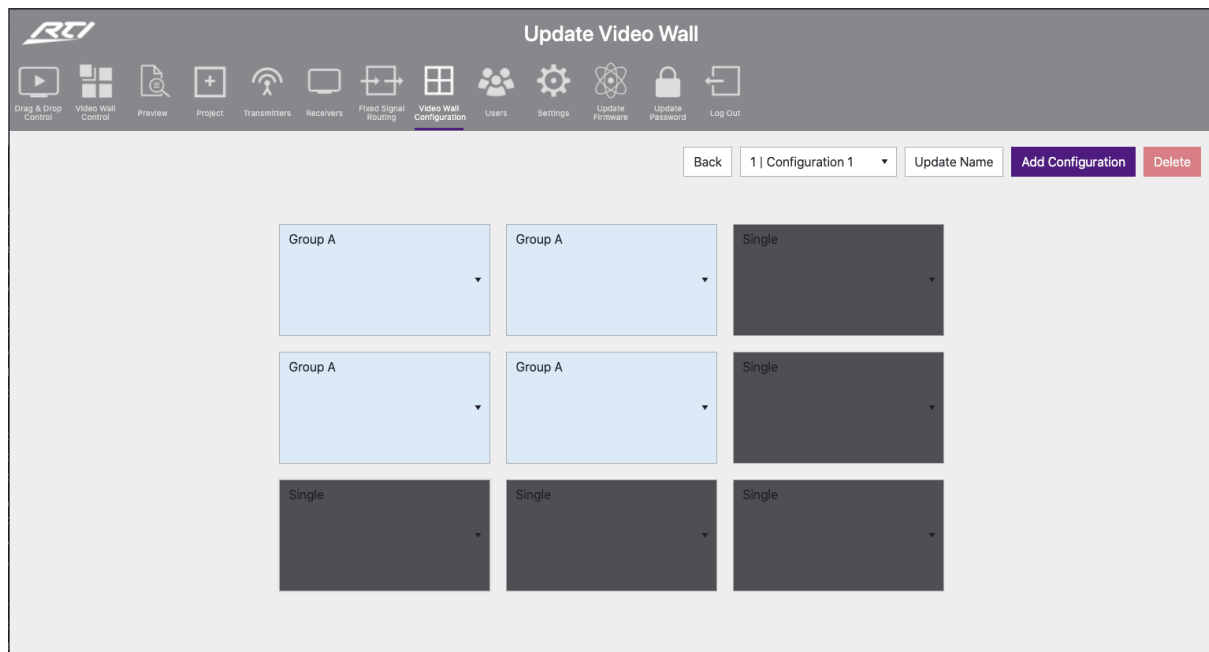 RTI
Update Video Wall
Drag & Drop
Control
Video Wall
Control
Preview
Project
Transmitters
Receivers
Fixed Signal
Routing
Video Wall
Configuration
Users
Settings
Update
Firmware
Update
Password
Log Out
Back
1 | Configuration 1
Update Name
Add Configuration
Delete
Group A
Group A
Single
Group A
Group A
Single
Single
Single
Single